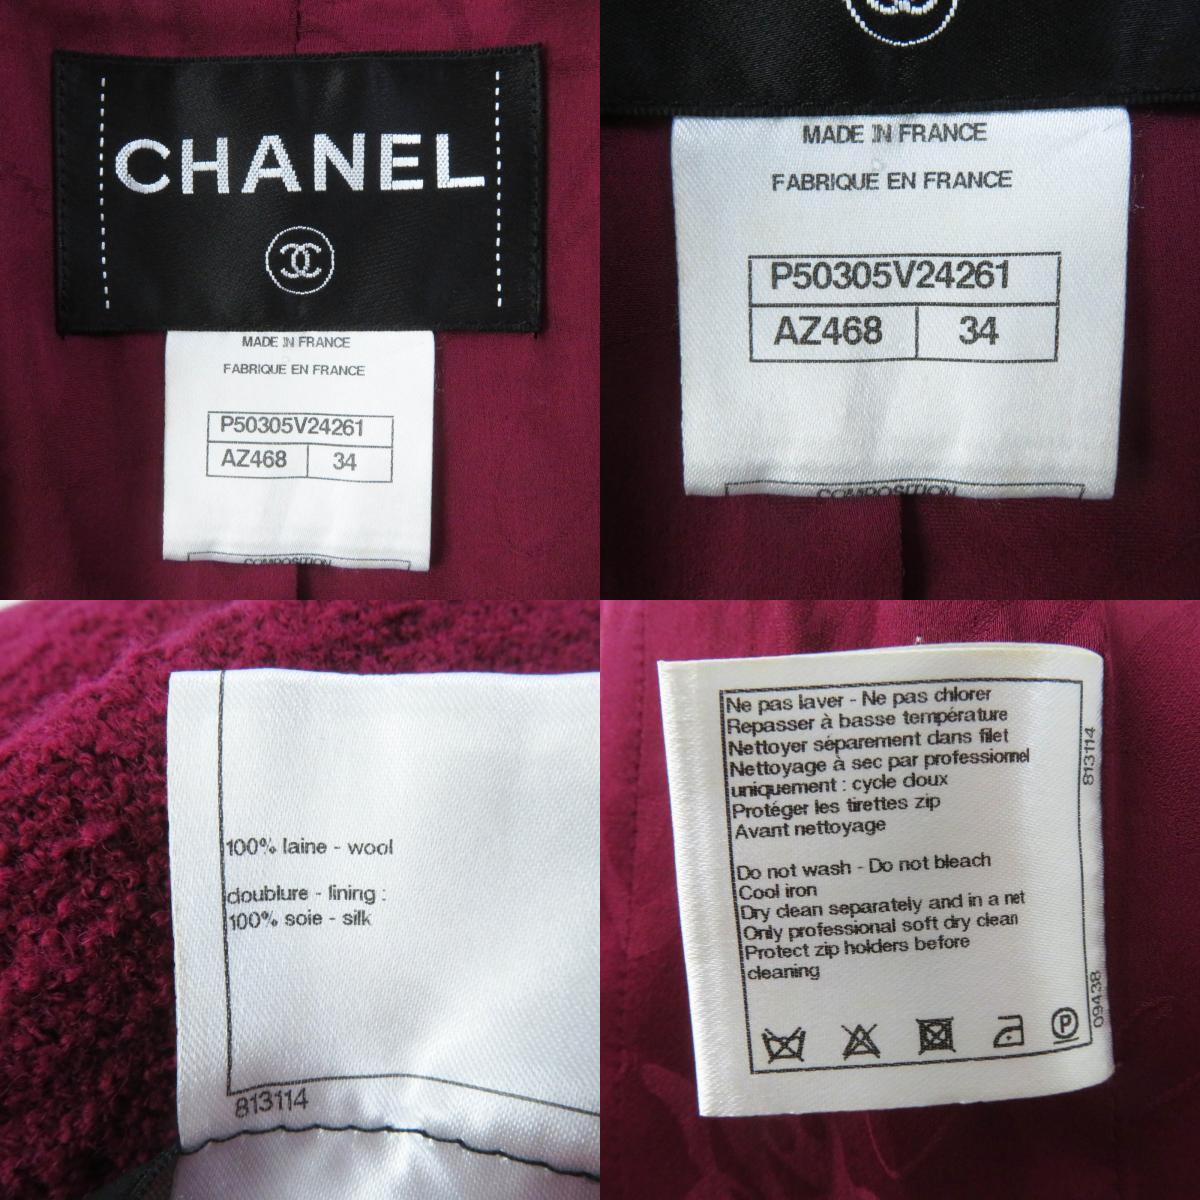 CHANEL
MADE IN FRANCE
FABRIQUE EN FRANCE
P50305V24261
AZ468 34
COMPOSITION
MADE IN FRANCE
FABRIQUE EN FRANCE
P50305V24261
AZ468 34
COMPOSITION
100% laine - wool
doublure - lining :
100% soie - silk
813114
Ne pas laver - Ne pas chlorer
Repasser à basse température
Nettoyer séparement dans filet
Nettoyage à sec par professionnel
uniquement : cycle doux
Protéger les tirettes zip
Avant nettoyage
Do not wash - Do not bleach
Cool iron
Dry clean separately and in a net
Only professional soft dry clean
Protect zip holders before
cleaning
P
813114
09438